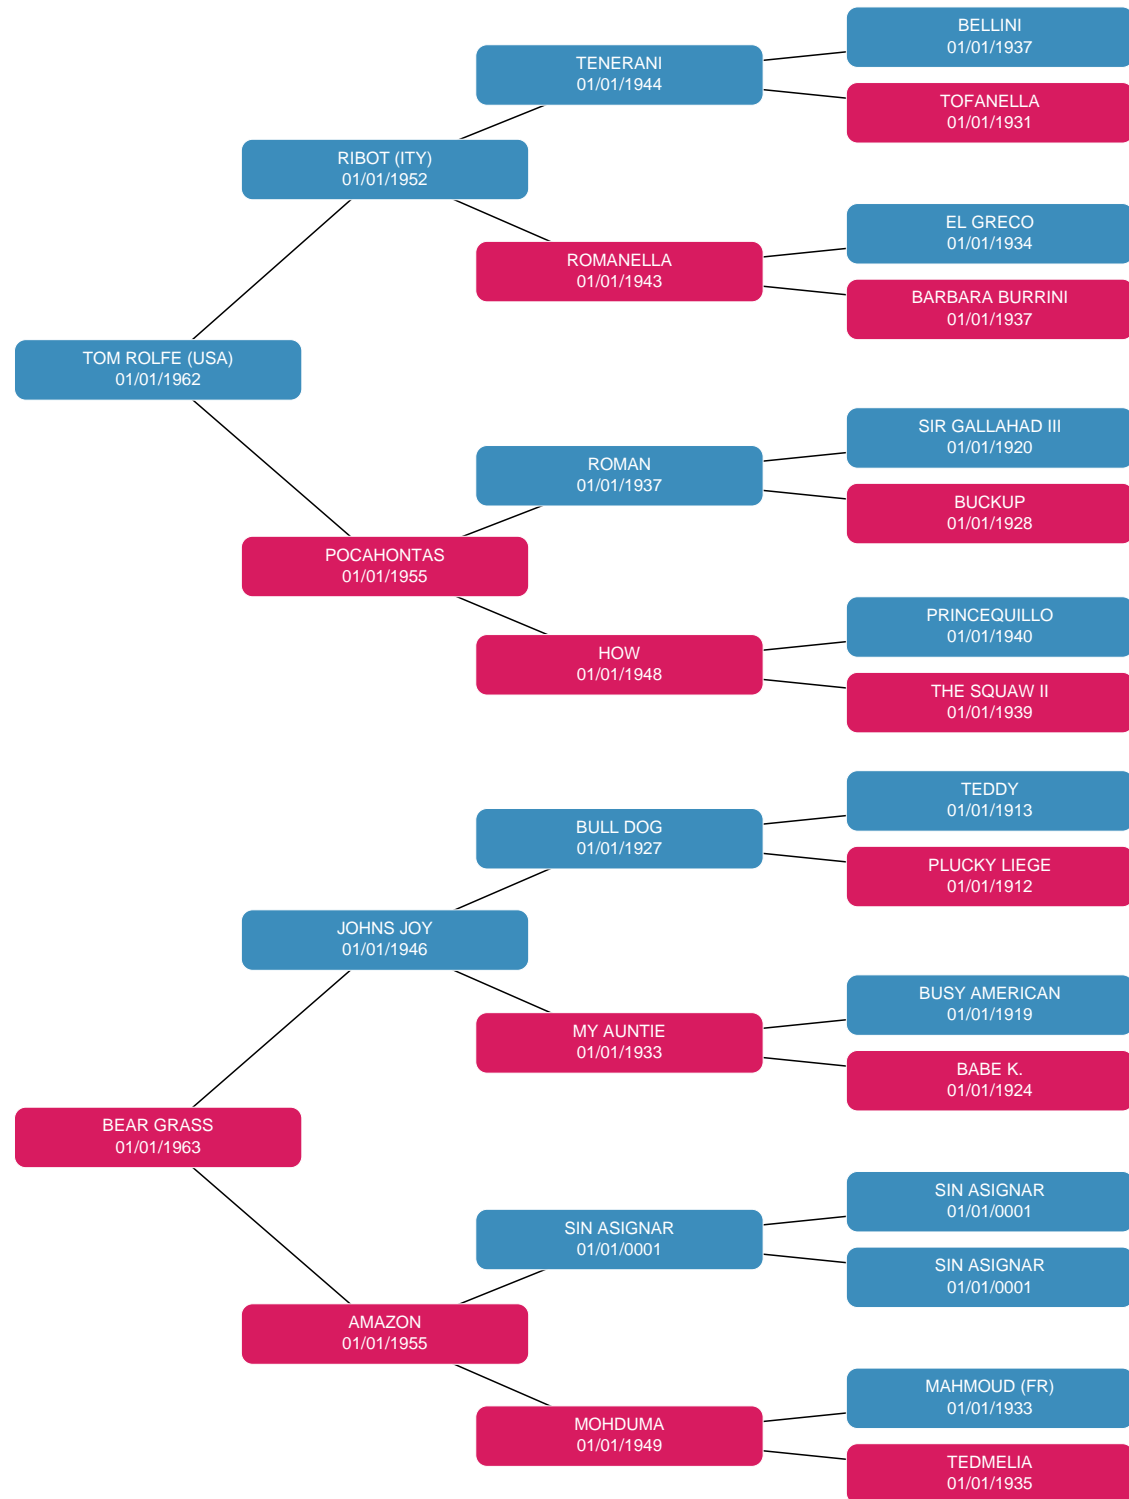 BELLINI
01/01/1937
TENERANI
01/01/1944
TOFANELLA
01/01/1931
RIBOT (ITY)
01/01/1952
EL GRECO
01/01/1934
ROMANELLA
01/01/1943
BARBARA BURRINI
01/01/1937
TOM ROLFE (USA)
01/01/1962
SIR GALLAHAD III
01/01/1920
ROMAN
01/01/1937
BUCKUP
01/01/1928
POCAHONTAS
01/01/1955
PRINCEQUILLO
01/01/1940
HOW
01/01/1948
THE SQUAW II
01/01/1939
TEDDY
01/01/1913
BULL DOG
01/01/1927
PLUCKY LIEGE
01/01/1912
JOHNS JOY
01/01/1946
BUSY AMERICAN
01/01/1919
MY AUNTIE
01/01/1933
BABE K.
01/01/1924
BEAR GRASS
01/01/1963
SIN ASIGNAR
01/01/0001
SIN ASIGNAR
01/01/0001
SIN ASIGNAR
01/01/0001
AMAZON
01/01/1955
MAHMOUD (FR)
01/01/1933
MOHDUMA
01/01/1949
TEDMELIA
01/01/1935